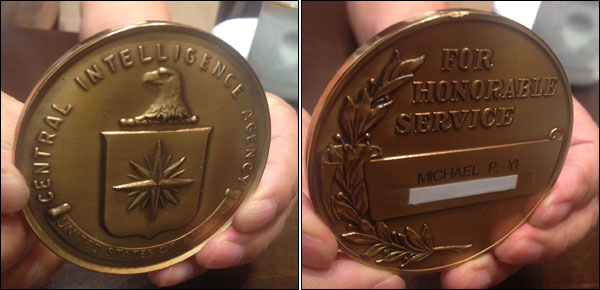 CENTRAL INTELLIGENCE AGENCY
UNITED STATES OF
FOR
HONORABLE
SERVICE
MICHAEL P. YI